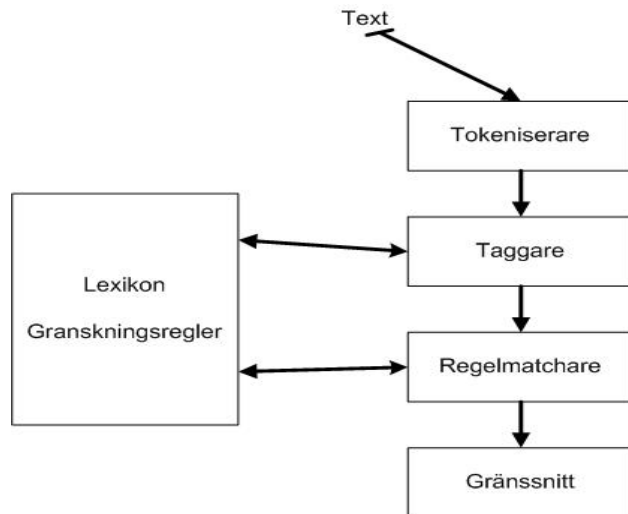 Text
Tokeniserare
Taggare
Lexikon
Granskningsregler
Regelmatchare
Gränssnitt